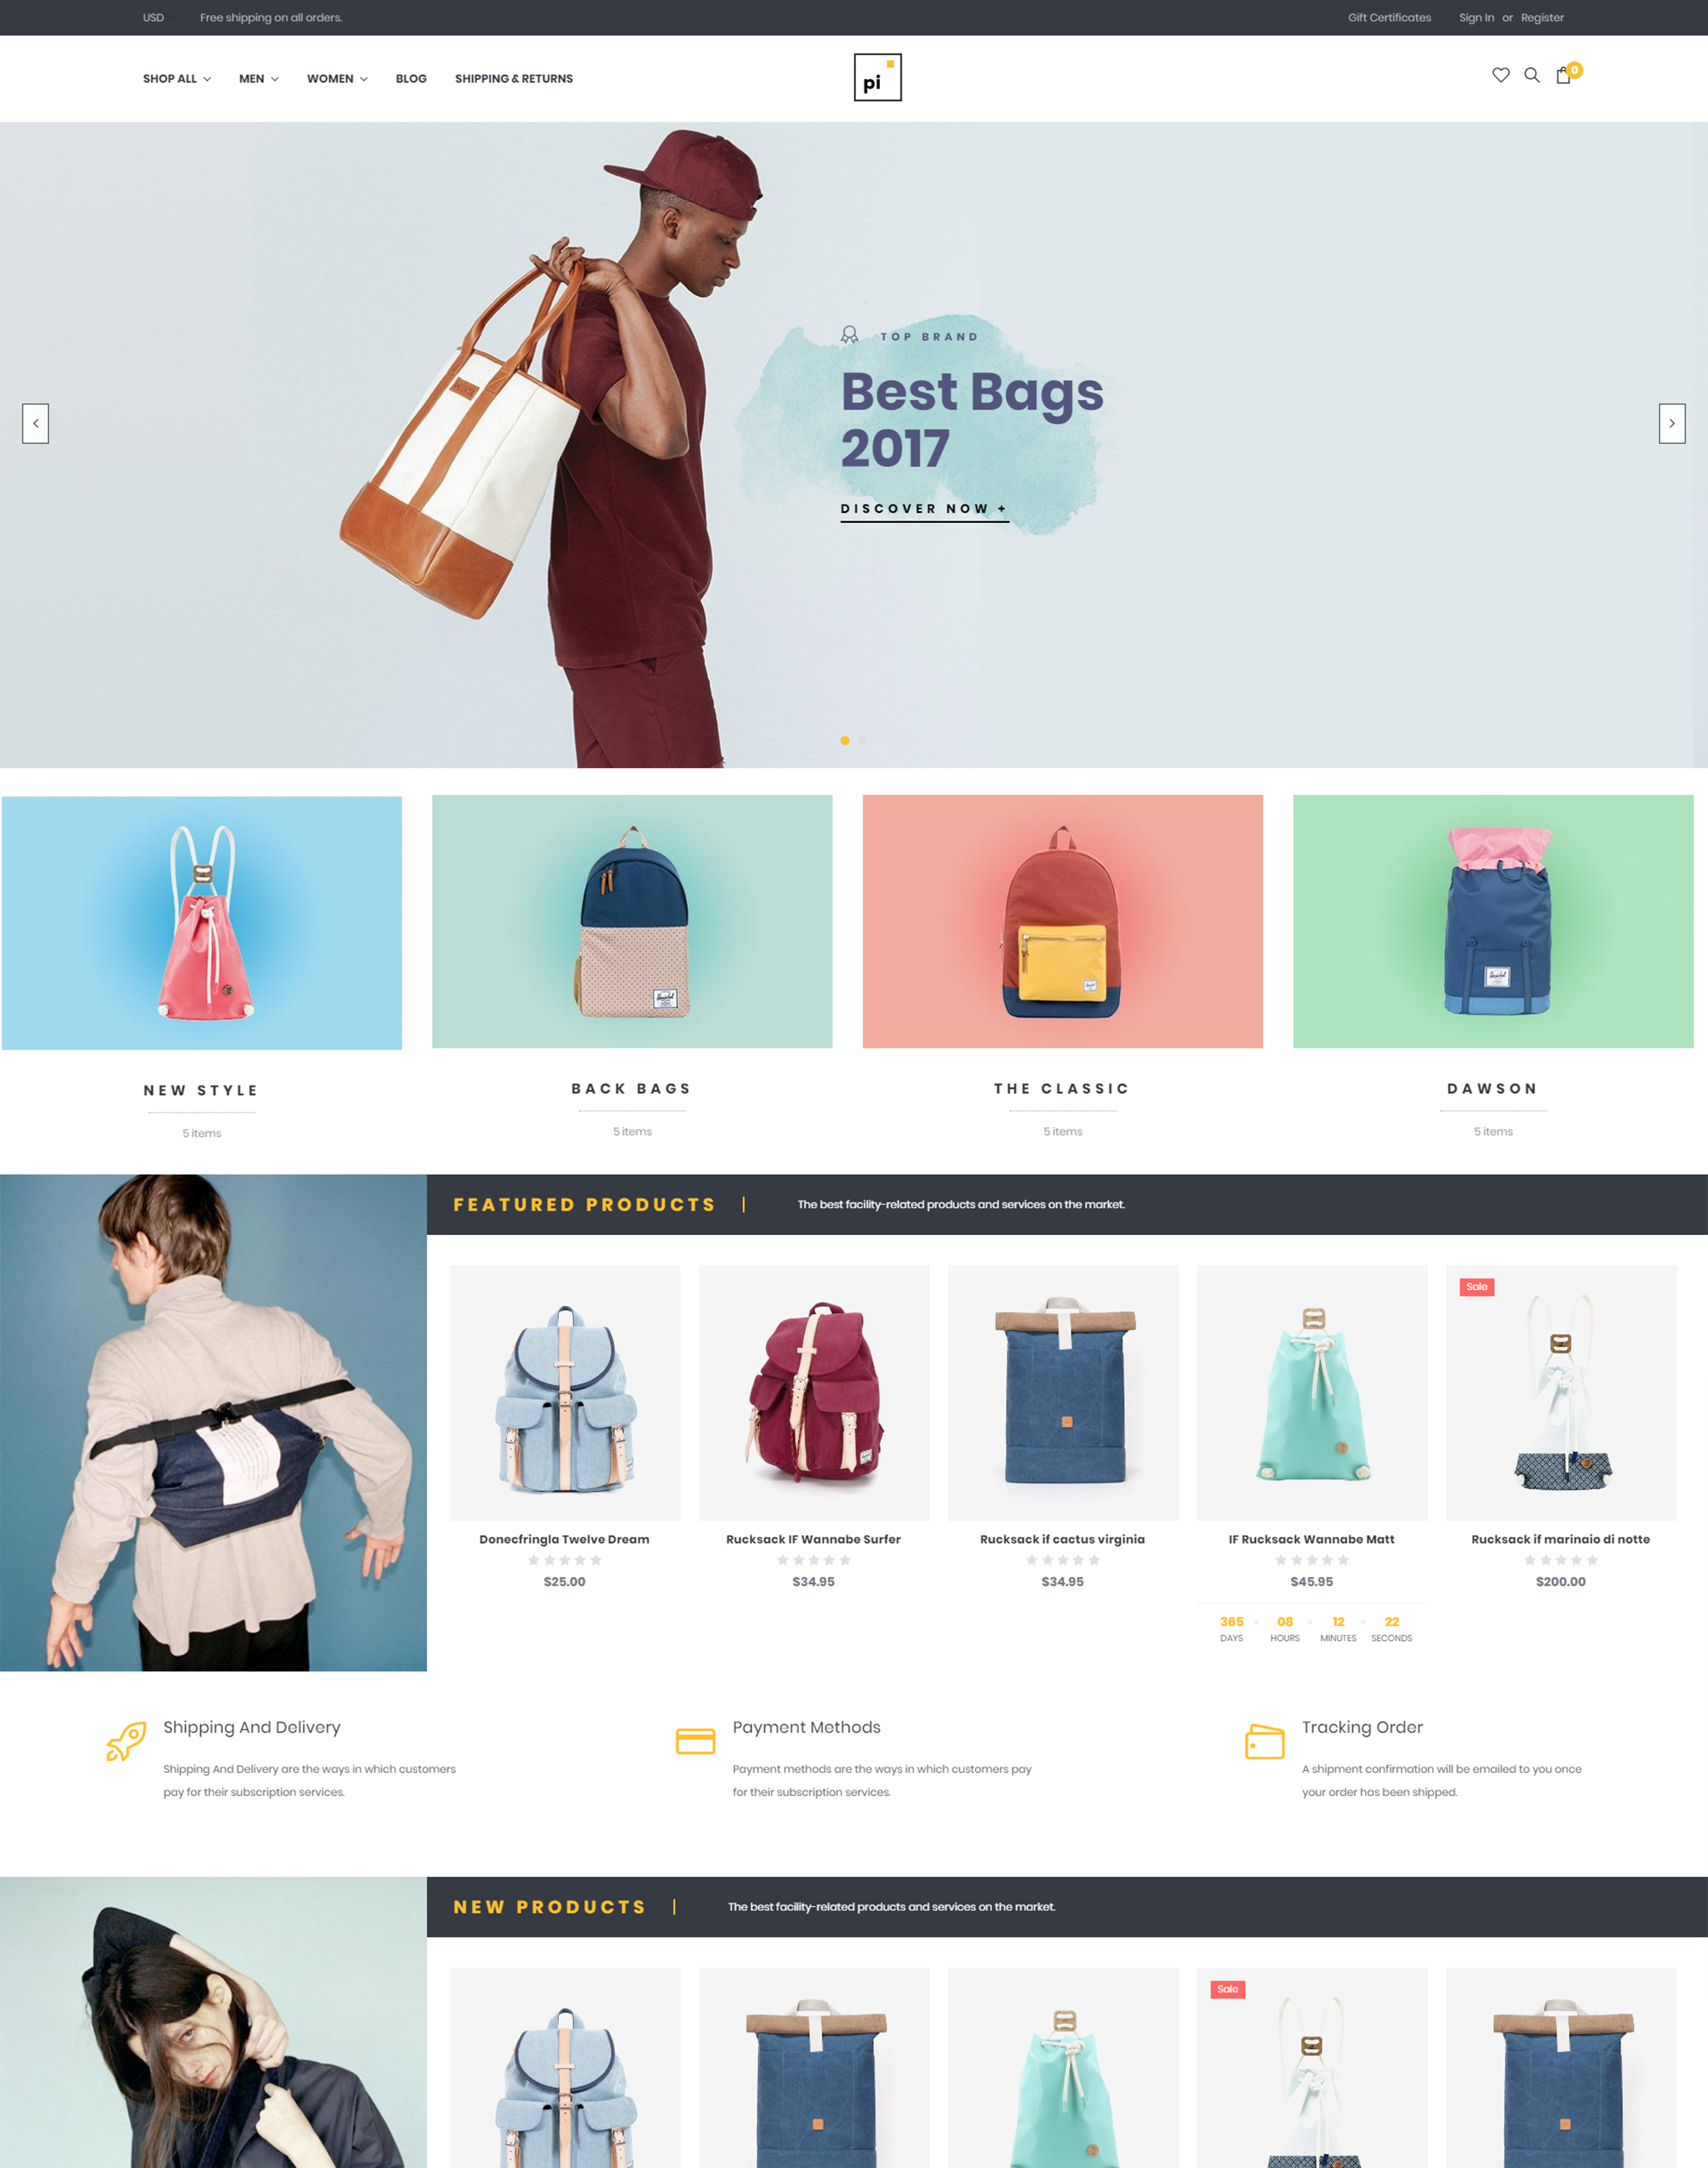 USD
Free shipping on all orders.
Gift Certificates
Sign In or Register
SHOP ALL
MEN
WOMEN
BLOG
SHIPPING & RETURNS
pi
0
TOP BRAND
Best Bags
2017
DISCOVER NOW +
NEW STYLE
5 items
BACK BAGS
5 items
THE CLASSIC
5 items
DAWSON
5 items
FEATURED PRODUCTS
The best facility-related products and services on the market.
Donecfringla Twelve Dream
$25.00
Rucksack IF Wannabe Surfer
$34.95
Rucksack if cactus virginia
$34.95
IF Rucksack Wannabe Matt
$45.95
365 08 12 22
DAYS HOURS MINUTES SECONDS
Sale
Rucksack if marinaio di notte
$200.00
Shipping And Delivery
Shipping And Delivery are the ways in which customers
pay for their subscription services.
Payment Methods
Payment methods are the ways in which customers pay
for their subscription services.
Tracking Order
A shipment confirmation will be emailed to you once
your order has been shipped.
NEW PRODUCTS
The best facility-related products and services on the market.
Sale